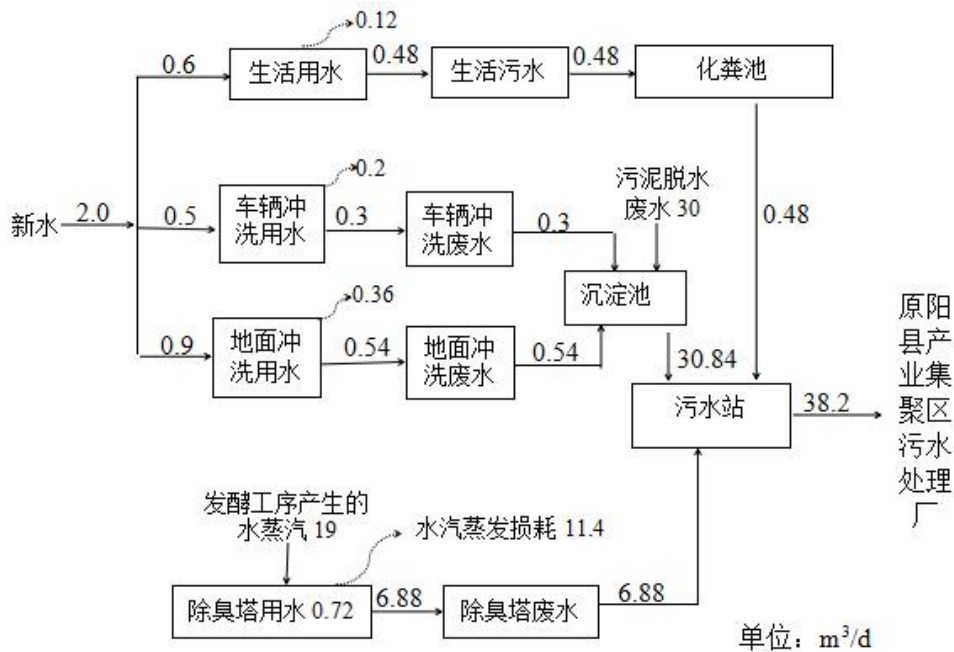 0.12
0.6
生活用水
0.48
生活污水
0.48
化粪池
新水
2.0
0.5
车辆冲
洗用水
0.2
0.3
车辆冲
洗废水
0.3
污泥脱水
废水 30
0.48
沉淀池
0.9
地面冲
洗用水
0.36
0.54
地面冲
洗废水
0.54
30.84
污水站
38.2
原阳
县产
业集
聚区
污水
处理
厂
发酵工序产生的
水蒸汽 19
水汽蒸发损耗 11.4
除臭塔用水 0.72
6.88
除臭塔废水
6.88
单位：m³/d